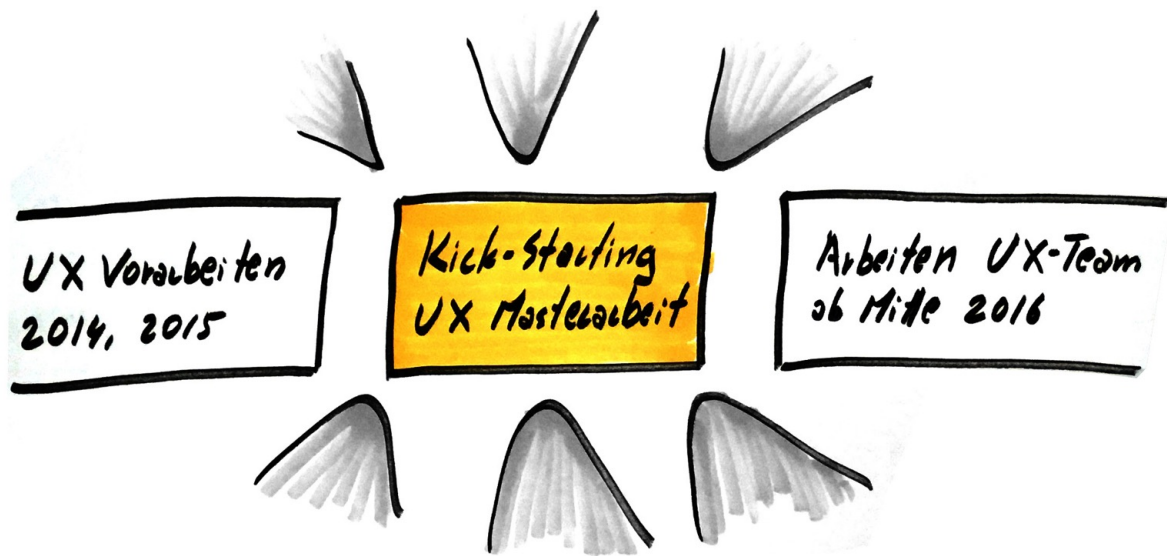 UX Vorarbeiten
2014, 2015
Kick-Starting
UX Masterarbeit
Arbeiten UX-Team
ab Mitte 2016